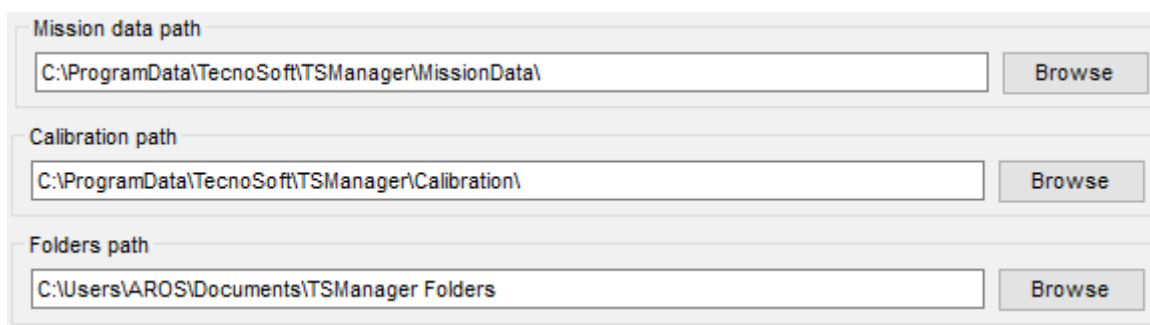 Mission data path
C:\ProgramData\TecnoSoft\TSManager\MissionData\
Browse
Calibration path
C:\ProgramData\TecnoSoft\TSManager\Calibration\
Browse
Folders path
C:\Users\AROS\Documents\TSManager Folders
Browse